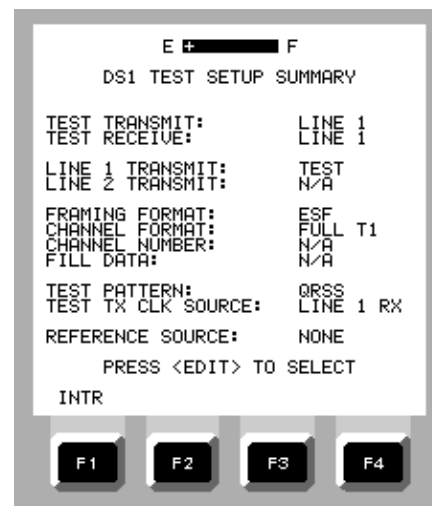 E + F
DS1 TEST SETUP SUMMARY
TEST TRANSMIT: LINE 1
TEST RECEIVE: LINE 1
LINE 1 TRANSMIT: TEST
LINE 2 TRANSMIT: N/A
FRAMING FORMAT: ESF
CHANNEL FORMAT: FULL T1
CHANNEL NUMBER: N/A
FILL DATA: N/A
TEST PATTERN: QRSS
TEST TX CLK SOURCE: LINE 1 RX
REFERENCE SOURCE: NONE
PRESS <EDIT> TO SELECT
INTR
F1 F2 F3 F4